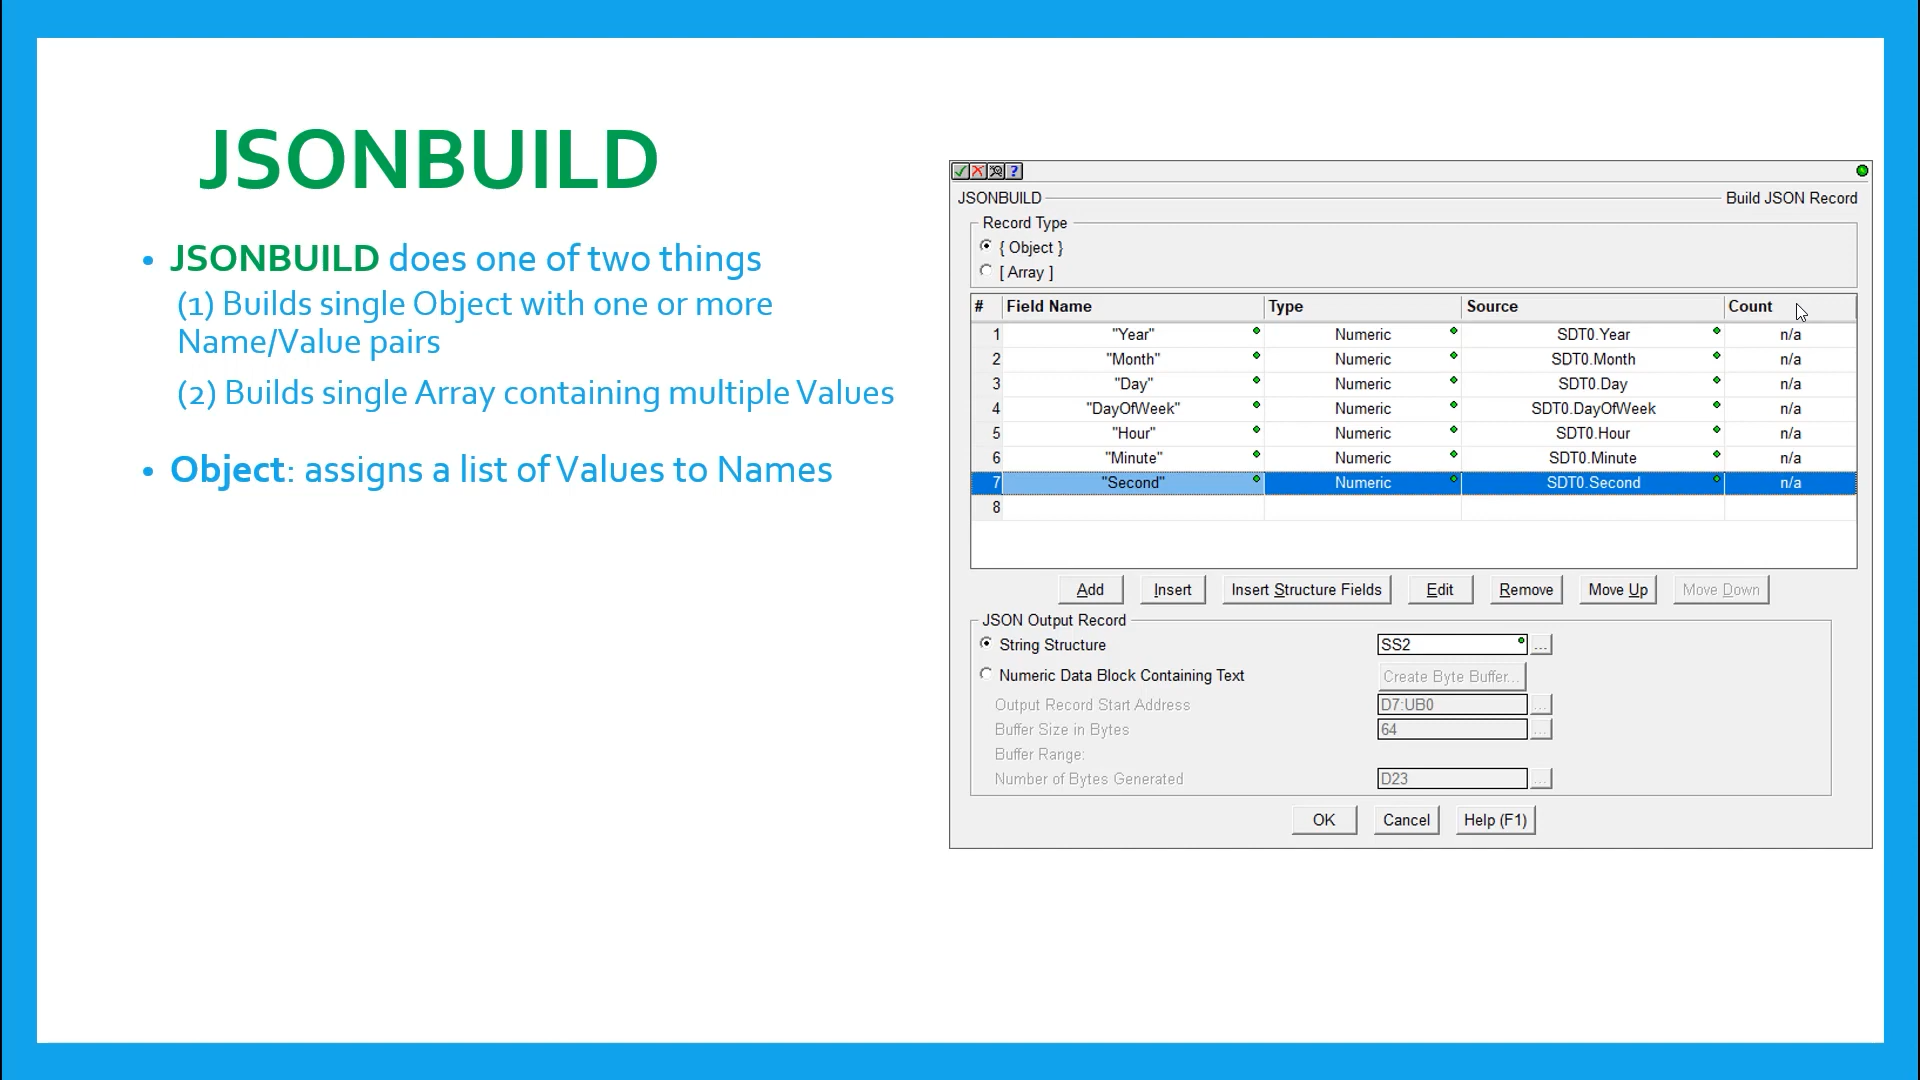 JSONBUILD
• JSONBUILD does one of two things
(1) Builds single Object with one or more
Name/Value pairs
(2) Builds single Array containing multiple Values
• Object: assigns a list of Values to Names
?
JSONBUILD Build JSON Record
Record Type
{ Object }
[ Array ]
# Field Name Type Source Count
1 "Year" Numeric SDT0.Year n/a
2 "Month" Numeric SDT0.Month n/a
3 "Day" Numeric SDT0.Day n/a
4 "DayOfWeek" Numeric SDT0.DayOfWeek n/a
5 "Hour" Numeric SDT0.Hour n/a
6 "Minute" Numeric SDT0.Minute n/a
7 "Second" Numeric SDT0.Second n/a
8
Add Insert Insert Structure Fields Edit Remove Move Up Move Down
JSON Output Record
String Structure SS2 ...
Numeric Data Block Containing Text Create Byte Buffer...
Output Record Start Address D7:UB0 ...
Buffer Size in Bytes 64 ...
Buffer Range:
Number of Bytes Generated D23 ...
OK Cancel Help (F1)